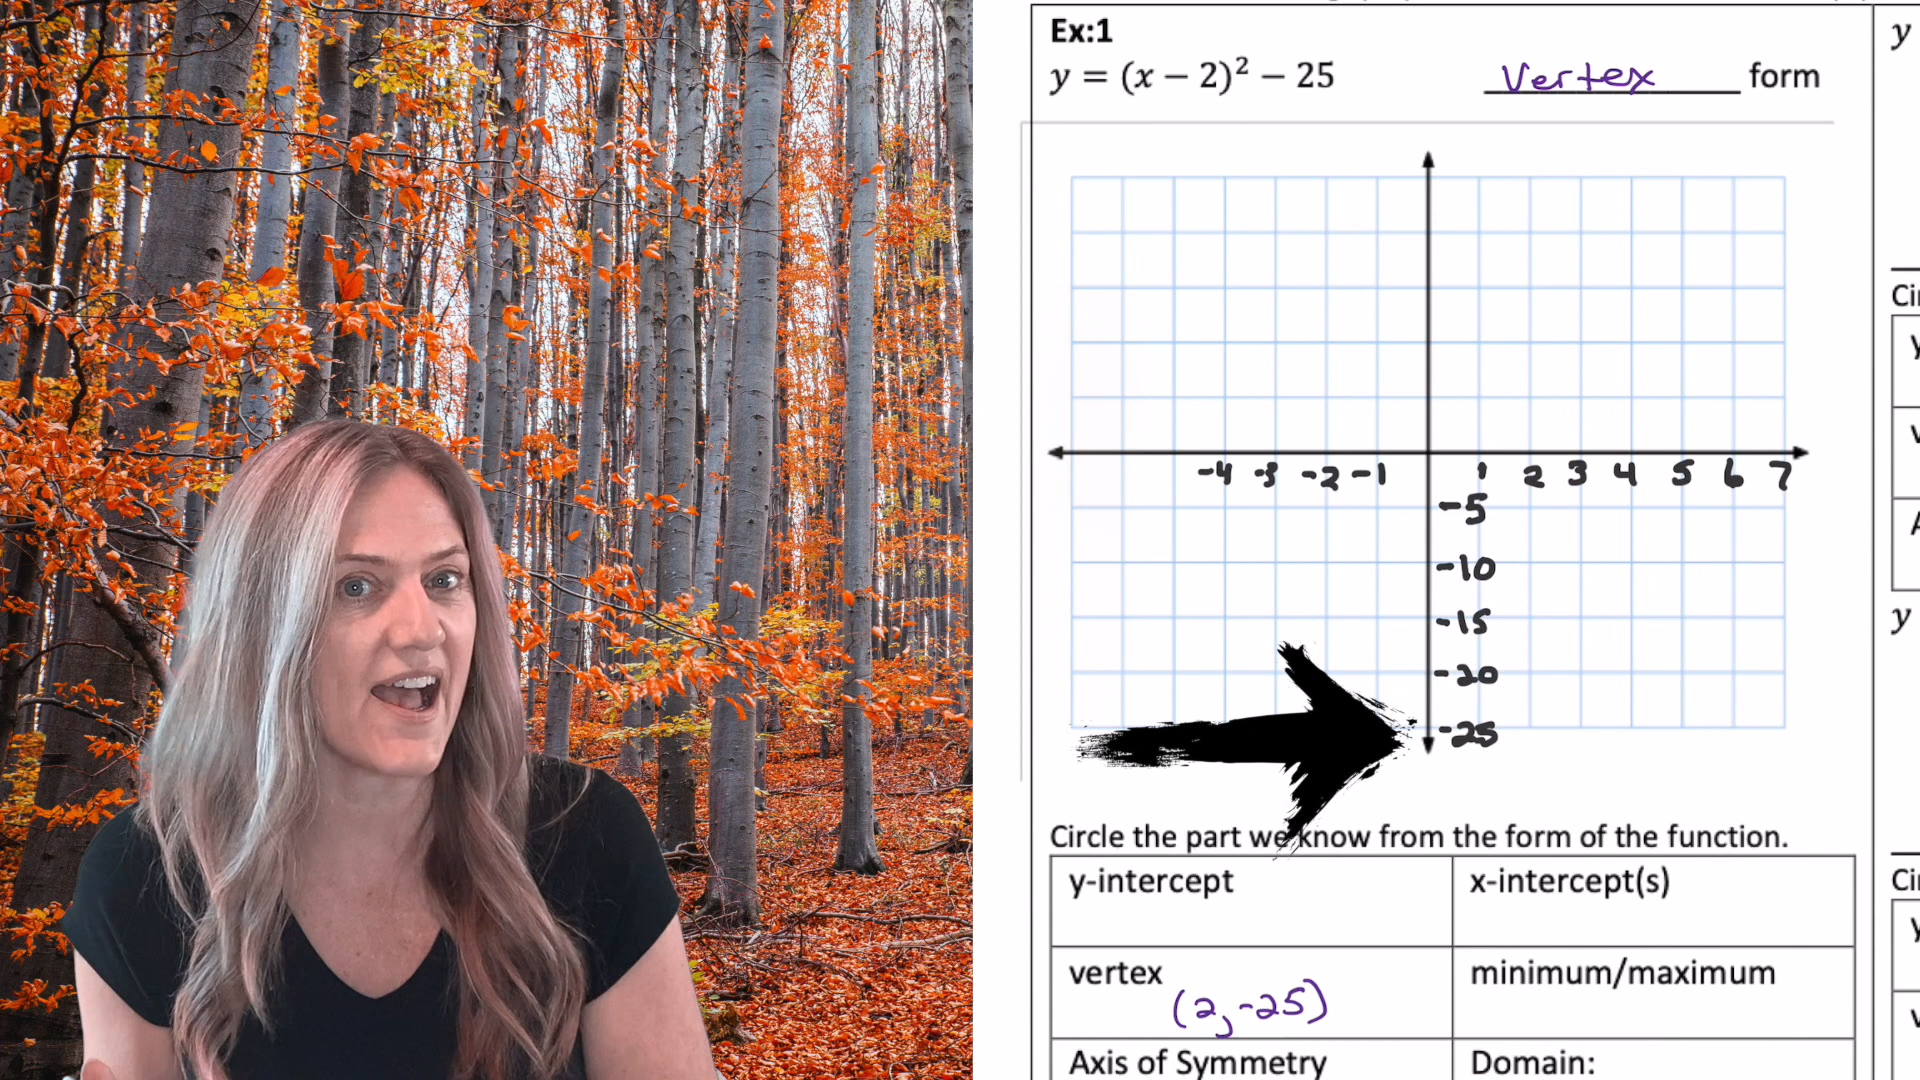 Ex:1
y = (x − 2)² − 25 Vertex form
-4 -3 -2 -1 1 2 3 4 5 6 7
-5
-10
-15
-20
-25
Circle the part we know from the form of the function.
y-intercept x-intercept(s)
vertex minimum/maximum
(2, -25)
Axis of Symmetry Domain:
y
Ci
y
v
A
y
Ci
y
v